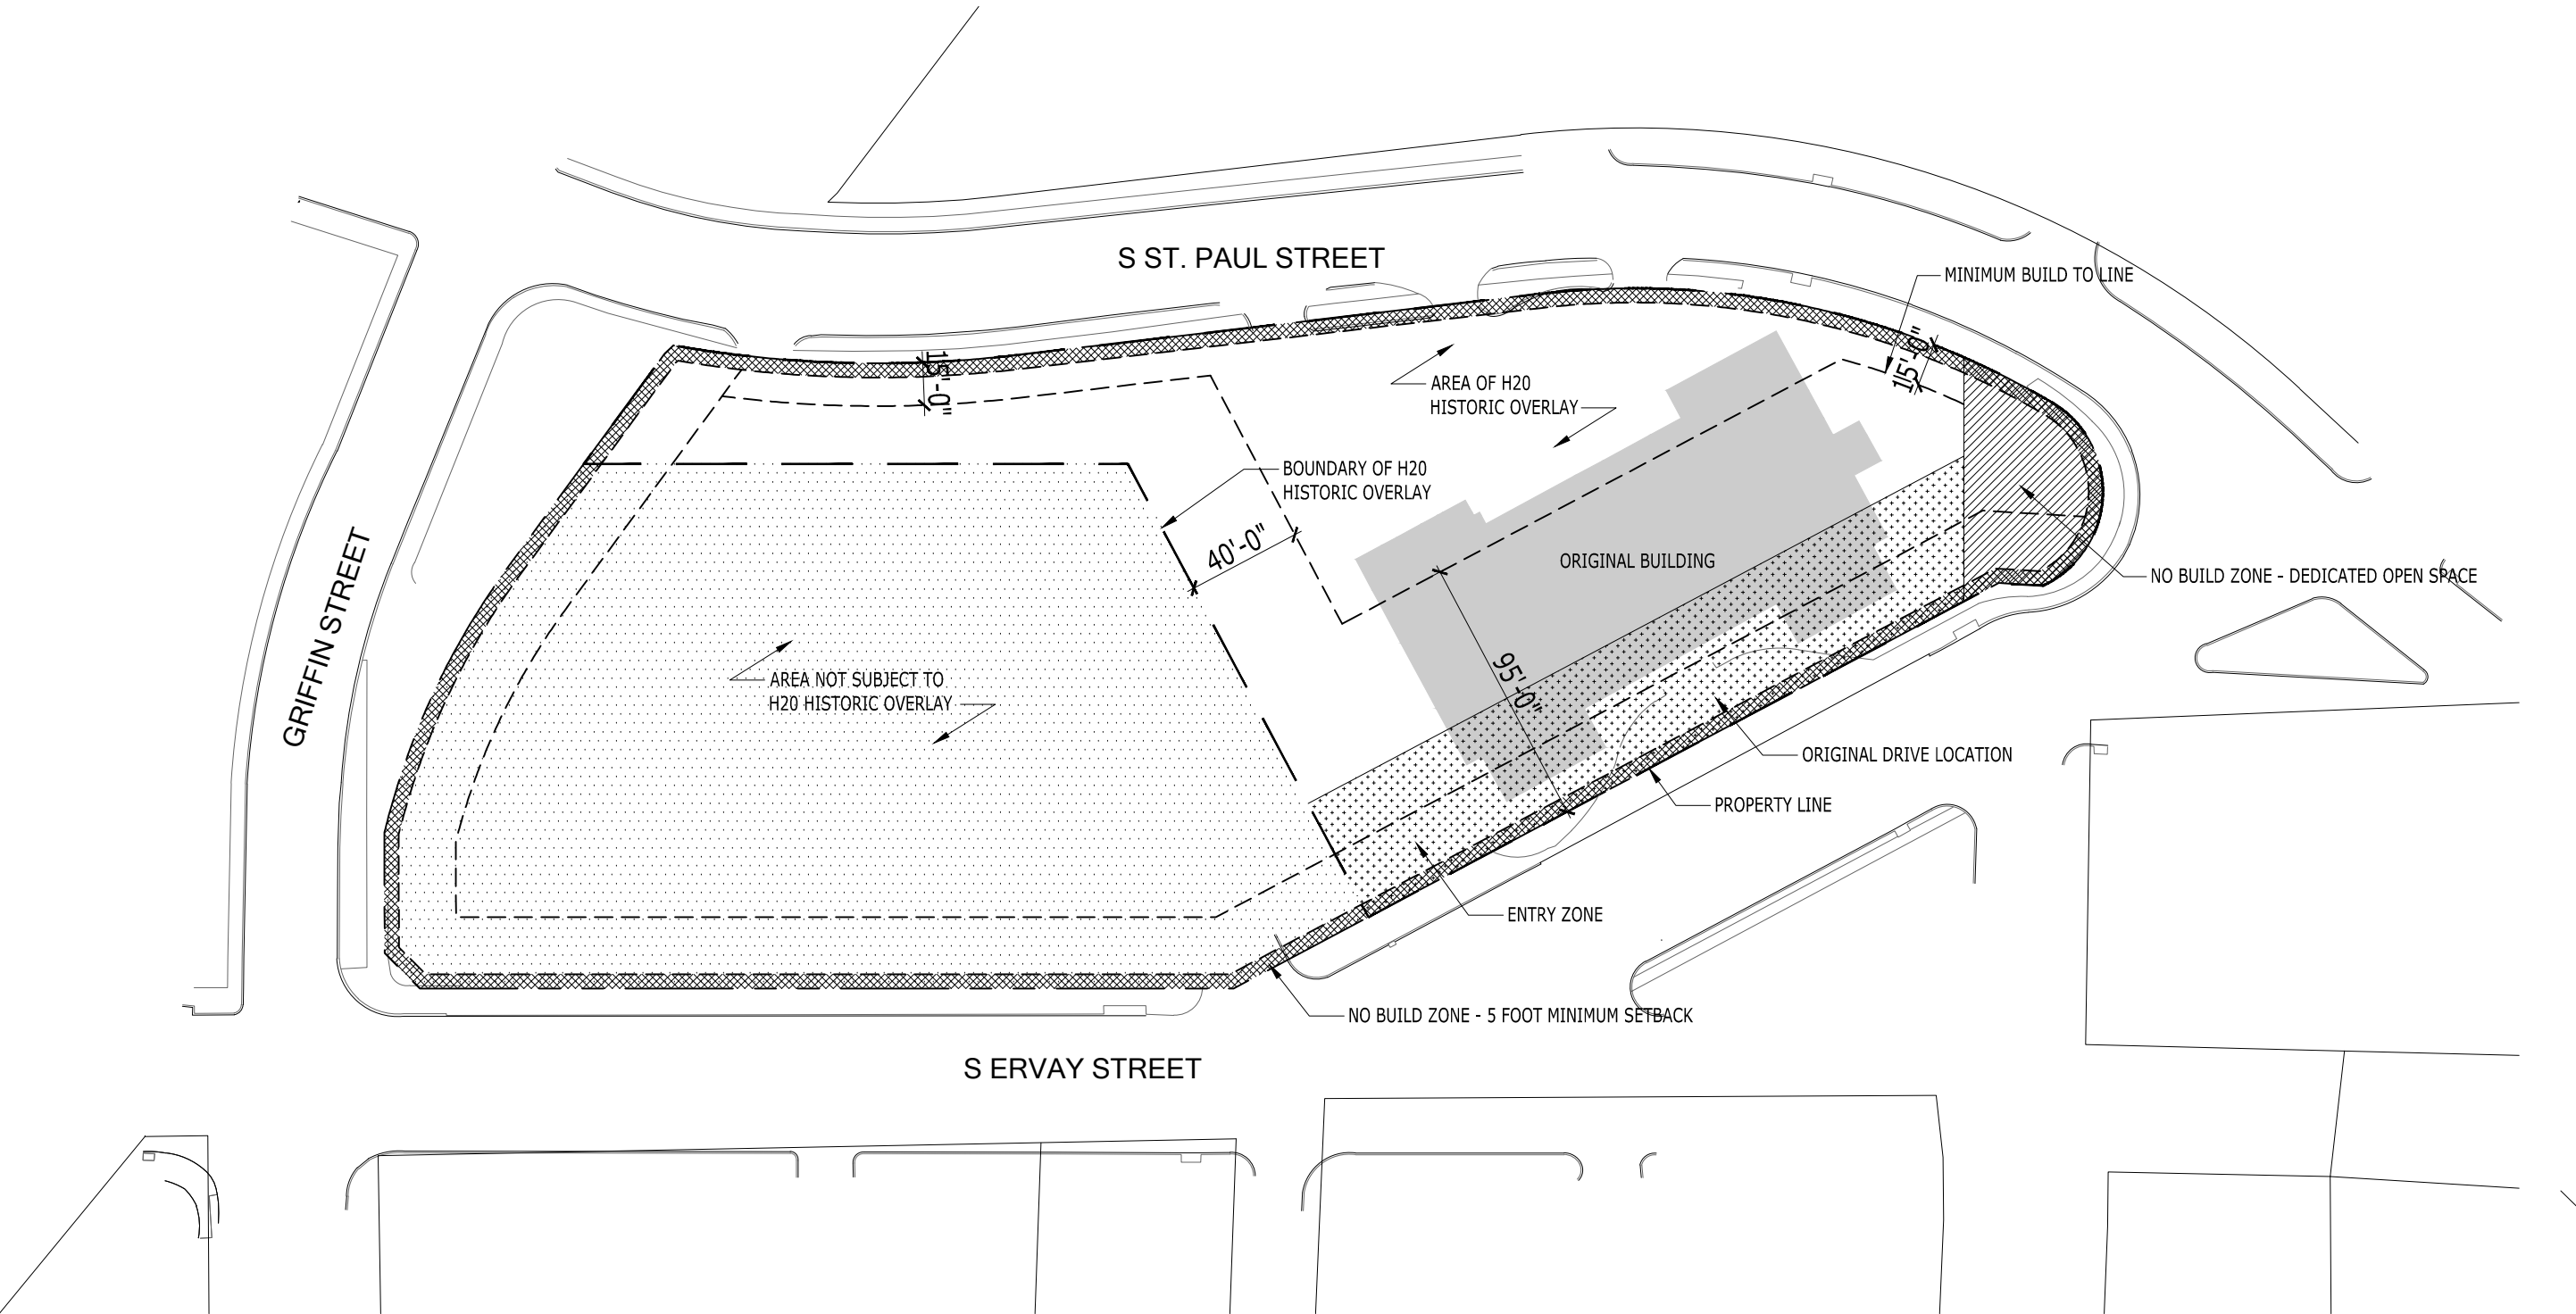 S ST. PAUL STREET
MINIMUM BUILD TO LINE
15'-0"
15'-0"
AREA OF H20
HISTORIC OVERLAY
BOUNDARY OF H20
HISTORIC OVERLAY
40'-0"
ORIGINAL BUILDING
NO BUILD ZONE - DEDICATED OPEN SPACE
GRIFFIN STREET
95'-0"
AREA NOT SUBJECT TO
H20 HISTORIC OVERLAY
ORIGINAL DRIVE LOCATION
PROPERTY LINE
ENTRY ZONE
NO BUILD ZONE - 5 FOOT MINIMUM SETBACK
S ERVAY STREET